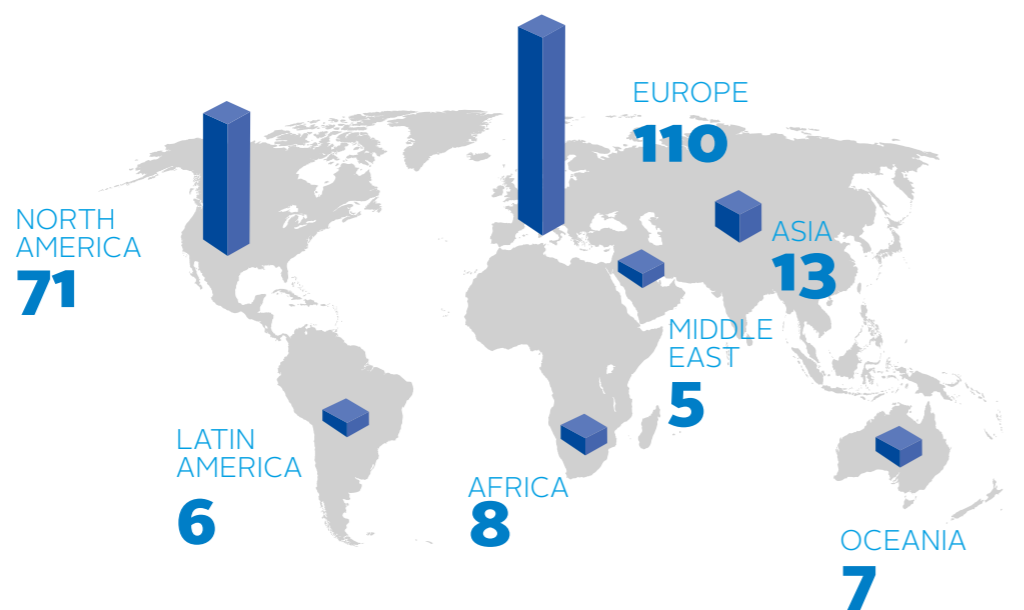 EUROPE
110
NORTH
AMERICA
71
ASIA
13
MIDDLE
EAST
5
LATIN
AMERICA
6
AFRICA
8
OCEANIA
7